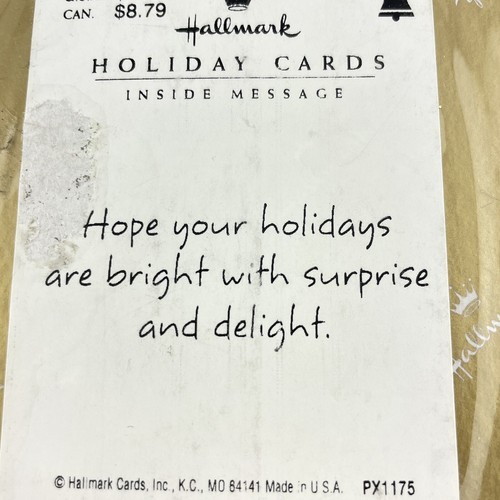 CAN. $8.79
Hallmark
HOLIDAY CARDS
INSIDE MESSAGE
Hope your holidays
are bright with surprise
and delight.
© Hallmark Cards, Inc., K.C., MO 64141 Made in U.S.A. PX1175
Hallm